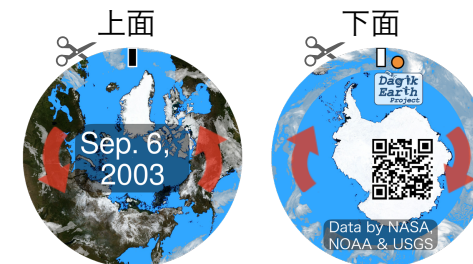 上面
下面
Sep. 6,
2003
Dagik
Earth
Project
Data by NASA,
NOAA & USGS